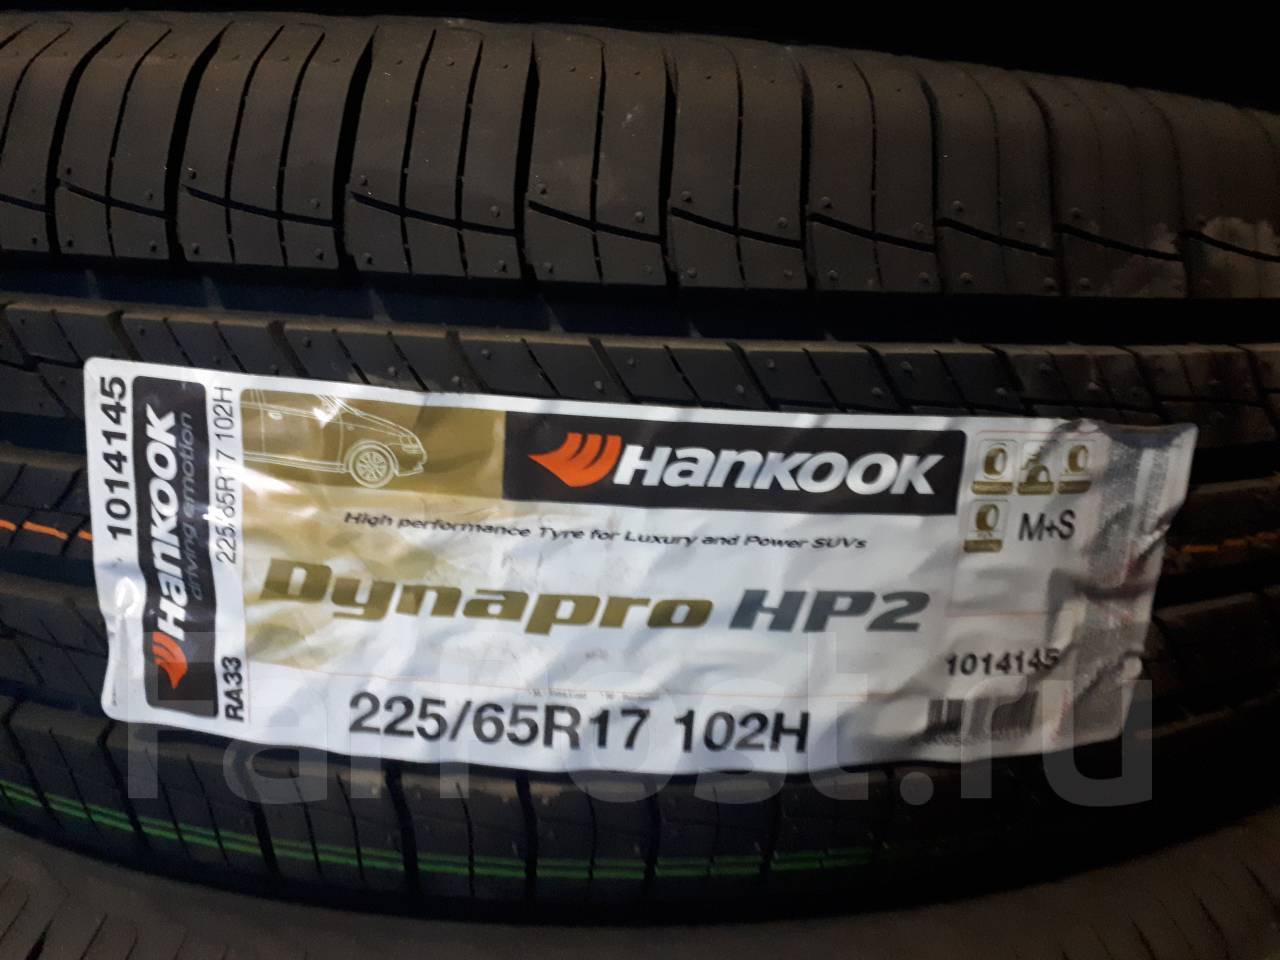 1014145
Hankook
driving emotion
225/65R17 102H
RA33
Hankook
High performance Tyre for Luxury and Power SUVs
M+S
Dynapro HP2
1014145
225/65R17 102H
FarPost.ru